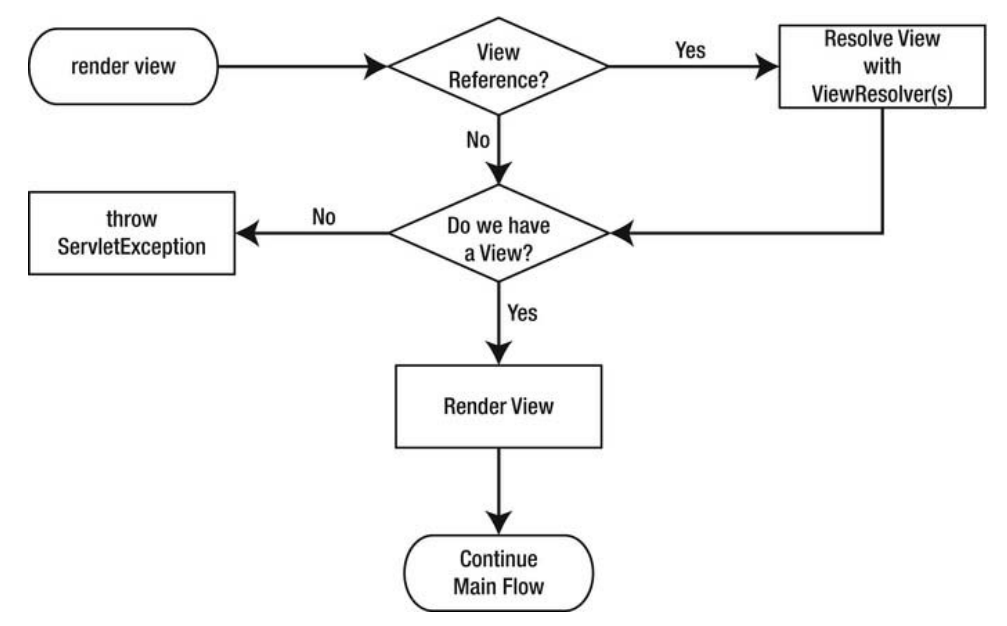 render view
View
Reference?
Yes
Resolve View
with
ViewResolver(s)
No
throw
ServletException
No
Do we have
a View?
Yes
Render View
Continue
Main Flow